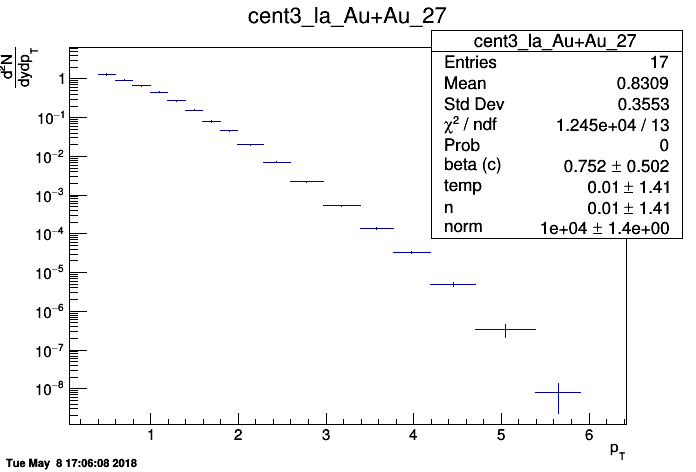 cent3_la_Au+Au_27
d²N
dydp_T
cent3_la_Au+Au_27
Entries 17
Mean 0.8309
Std Dev 0.3553
χ² / ndf 1.245e+04 / 13
Prob 0
beta (c) 0.752 ± 0.502
temp 0.01 ± 1.41
n 0.01 ± 1.41
norm 1e+04 ± 1.4e+00
1
10⁻¹
10⁻²
10⁻³
10⁻⁴
10⁻⁵
10⁻⁶
10⁻⁷
10⁻⁸
1 2 3 4 5 6
p_T
Tue May 8 17:06:08 2018